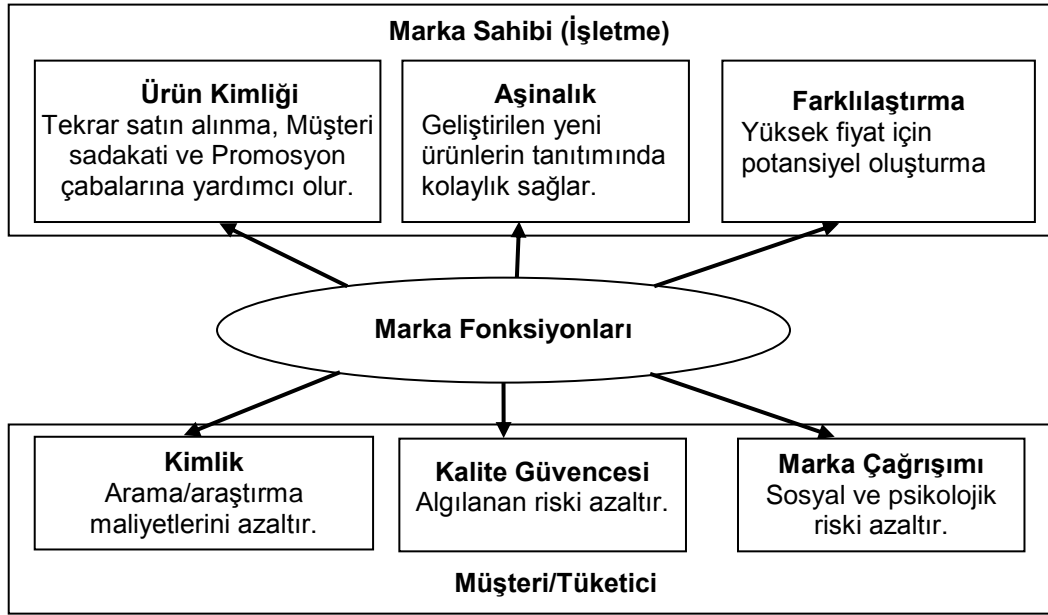 Marka Sahibi (İşletme)
Ürün Kimliği
Tekrar satın alınma, Müşteri
sadakati ve Promosyon
çabalarına yardımcı olur.
Aşinalık
Geliştirilen yeni
ürünlerin tanıtımında
kolaylık sağlar.
Farklılaştırma
Yüksek fiyat için
potansiyel oluşturma
Marka Fonksiyonları
Kimlik
Arama/araştırma
maliyetlerini azaltır.
Kalite Güvencesi
Algılanan riski azaltır.
Marka Çağrışımı
Sosyal ve psikolojik
riski azaltır.
Müşteri/Tüketici